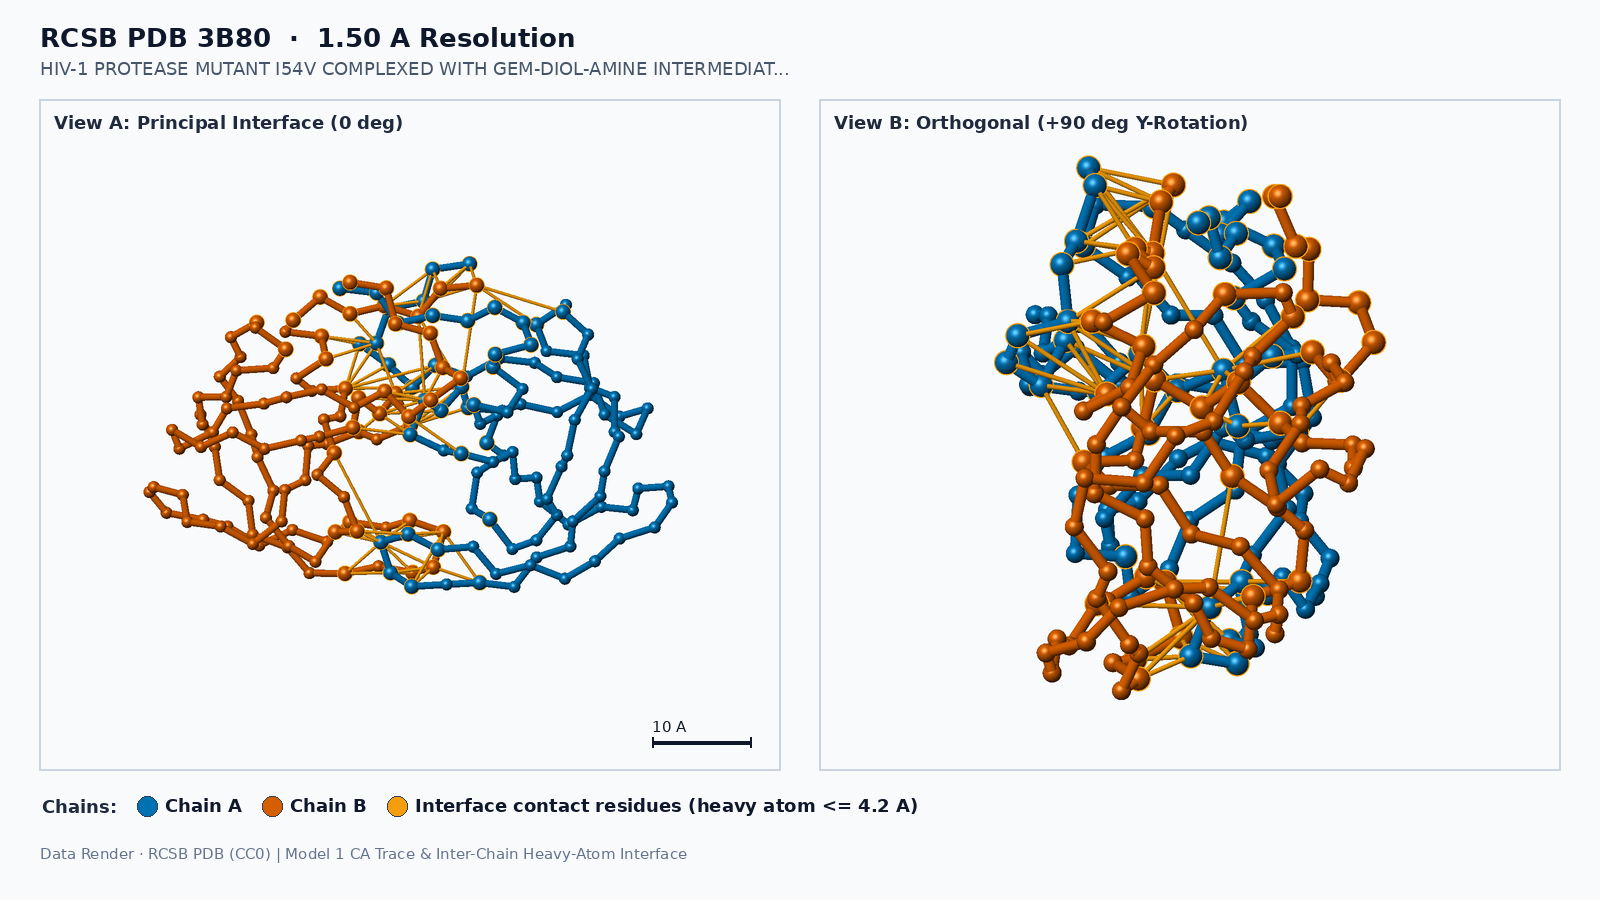 RCSB PDB 3B80  ·  1.50 A Resolution
HIV-1 PROTEASE MUTANT I54V COMPLEXED WITH GEM-DIOL-AMINE INTERMEDIAT...
View A: Principal Interface (0 deg)
View B: Orthogonal (+90 deg Y-Rotation)
10 A
Chains: Chain A Chain B Interface contact residues (heavy atom <= 4.2 A)
Data Render · RCSB PDB (CC0) | Model 1 CA Trace & Inter-Chain Heavy-Atom Interface